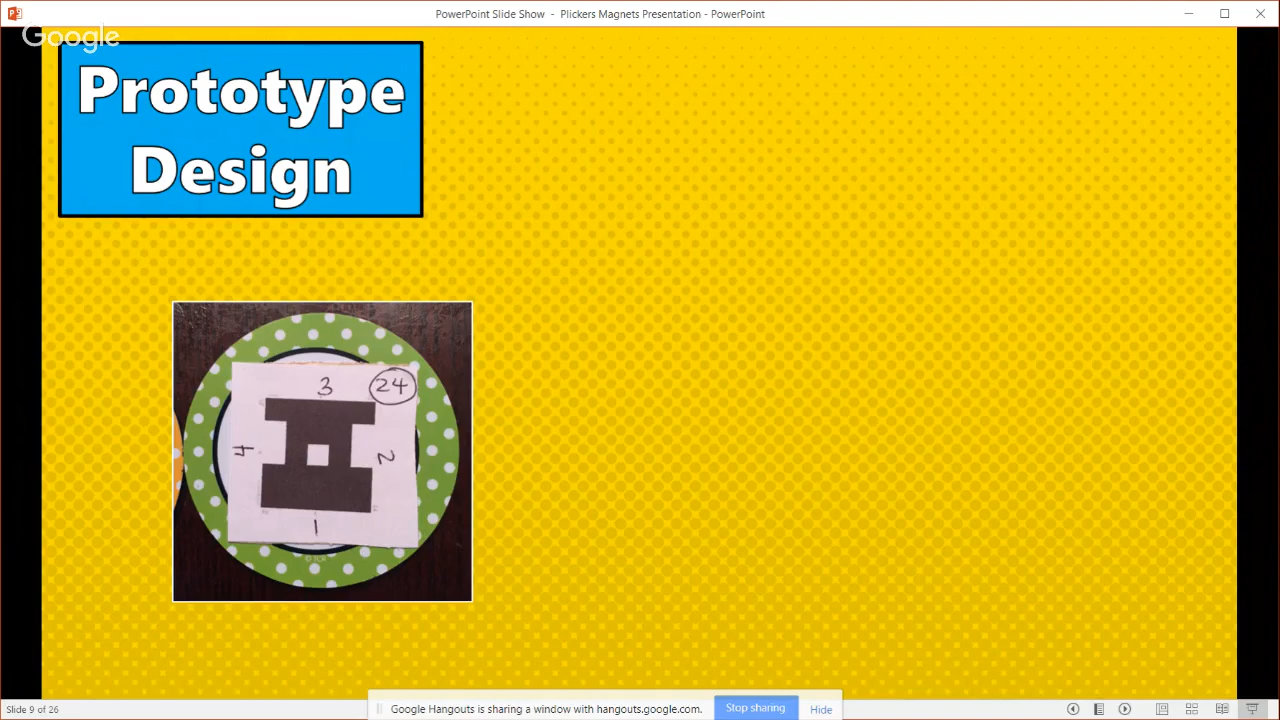 PowerPoint Slide Show - Plickers Magnets Presentation - PowerPoint
Google
Prototype
Design
3
24
4
2
1
Slide 9 of 26
Google Hangouts is sharing a window with hangouts.google.com.
Stop sharing
Hide